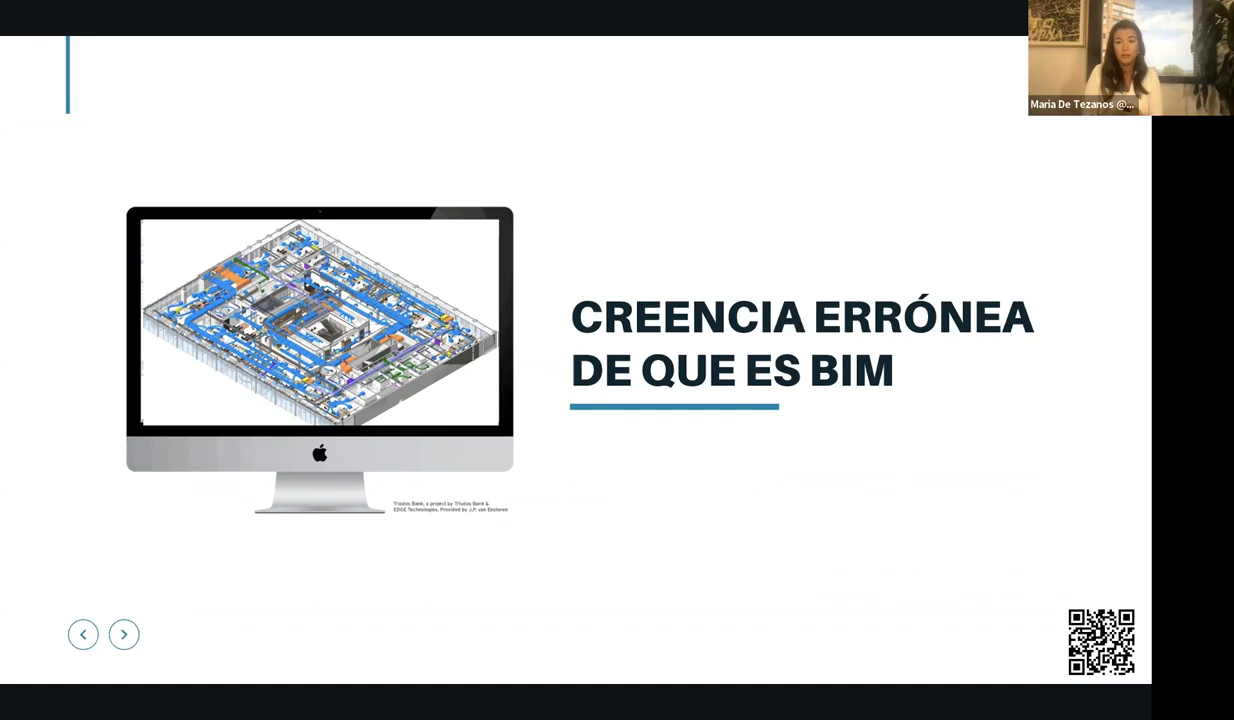 Maria De Tezanos @...
CREENCIA ERRÓNEA
DE QUE ES BIM
Triodos Bank, a project by Triodos Bank &
EDGE Technologies. Provided by J.P. van Eesteren